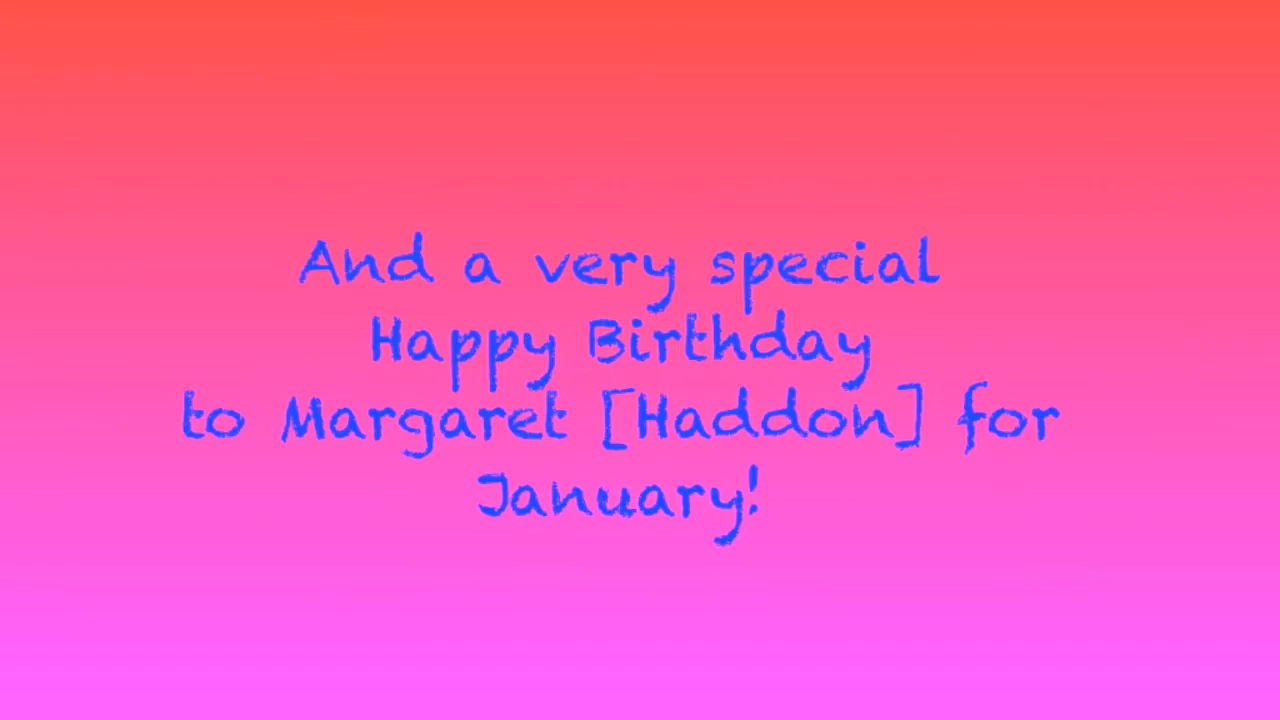 And a very special
Happy Birthday
to Margaret [Haddon] for
January!